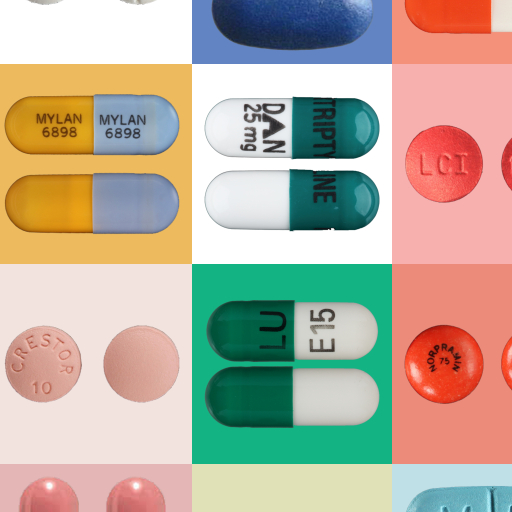 MYLAN
6898
MYLAN
6898
DAN
25 mg
TRIPTY
INE
LCI
CRESTOR
10
LU
E15
NORPRAMIN
75